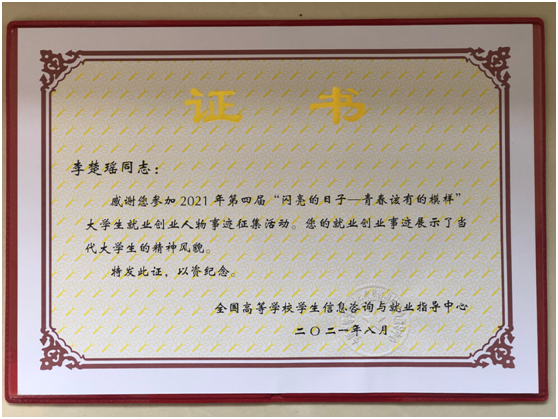 证书
李楚瑶同志：
感谢您参加2021年第四届“闪亮的日子—青春该有的模样”
大学生就业创业人物事迹征集活动。您的就业创业事迹展示了当
代大学生的精神风貌。
特发此证，以资纪念。
全国高等学校学生信息咨询与就业指导中心
二〇二一年八月